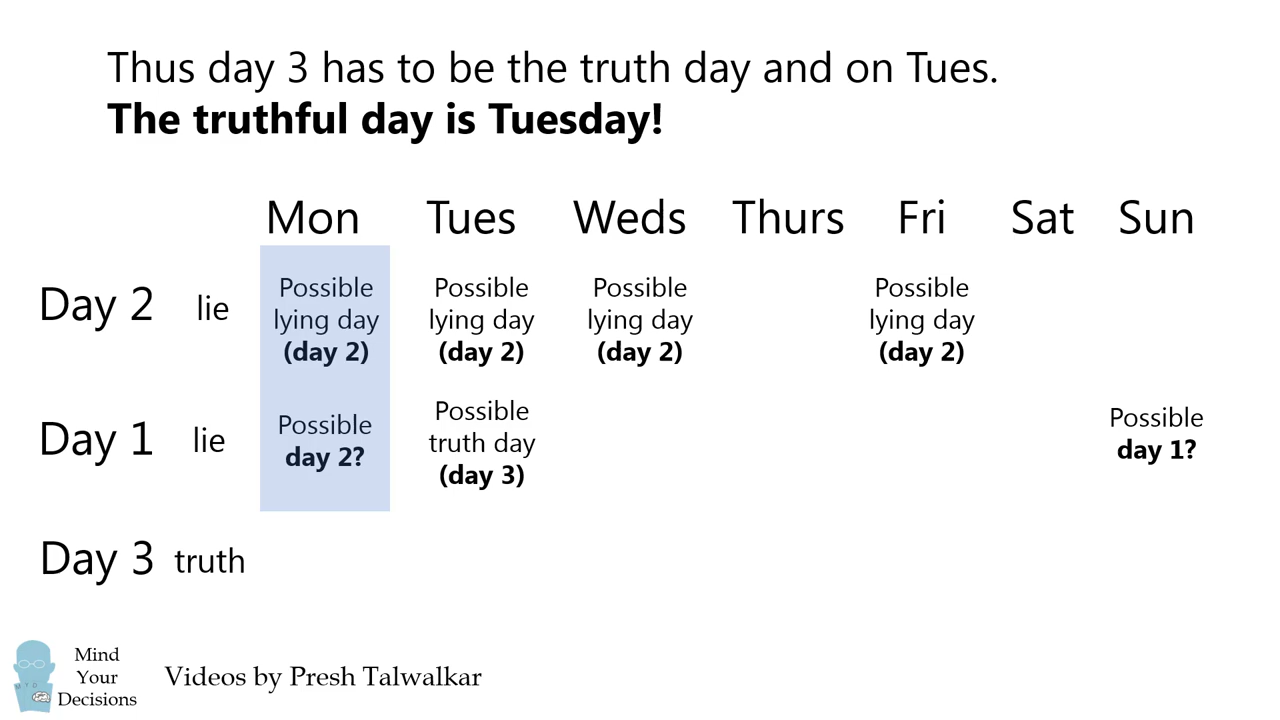 Thus day 3 has to be the truth day and on Tues.
The truthful day is Tuesday!
Mon Tues Weds Thurs Fri Sat Sun
Day 2 lie
Possible lying day (day 2)
Possible lying day (day 2)
Possible lying day (day 2)
Possible lying day (day 2)
Day 1 lie
Possible day 2?
Possible truth day (day 3)
Possible day 1?
Day 3 truth
Mind
Your
Decisions
Videos by Presh Talwalkar